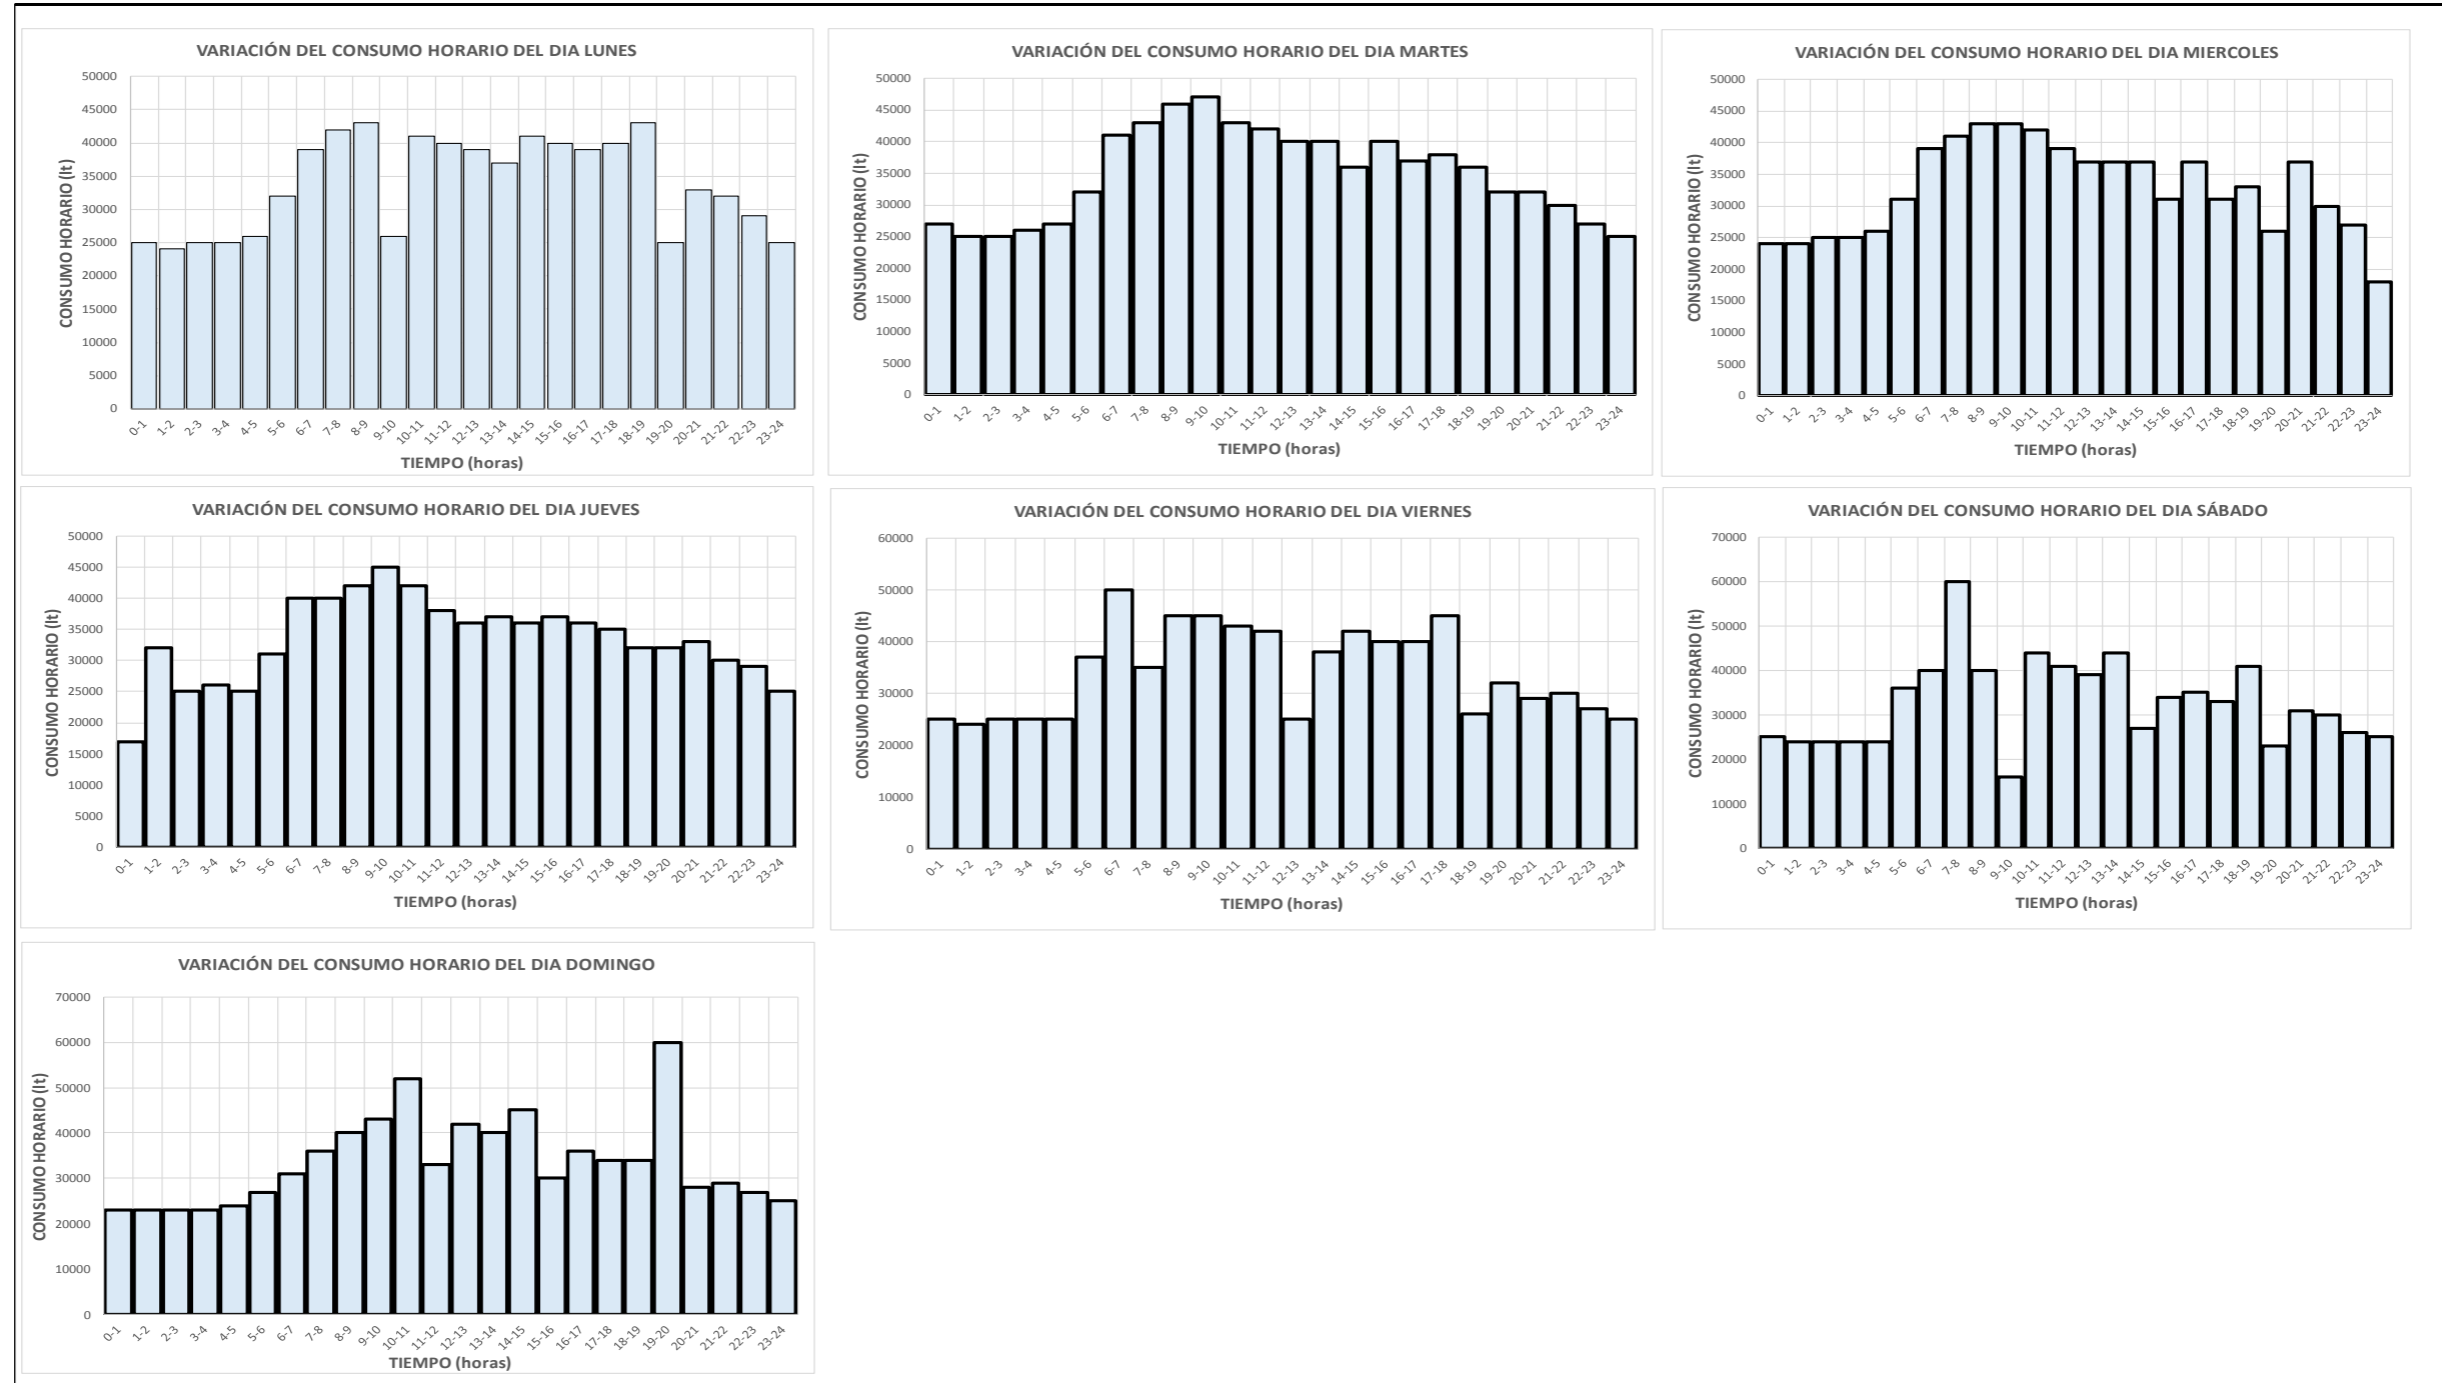 VARIACIÓN DEL CONSUMO HORARIO DEL DIA LUNES
50000
45000
40000
35000
30000
25000
20000
15000
10000
5000
0
CONSUMO HORARIO (lt)
0-1 1-2 2-3 3-4 4-5 5-6 6-7 7-8 8-9 9-10 10-11 11-12 12-13 13-14 14-15 15-16 16-17 17-18 18-19 19-20 20-21 21-22 22-23 23-24
TIEMPO (horas)
VARIACIÓN DEL CONSUMO HORARIO DEL DIA MARTES
50000
45000
40000
35000
30000
25000
20000
15000
10000
5000
0
CONSUMO HORARIO (lt)
0-1 1-2 2-3 3-4 4-5 5-6 6-7 7-8 8-9 9-10 10-11 11-12 12-13 13-14 14-15 15-16 16-17 17-18 18-19 19-20 20-21 21-22 22-23 23-24
TIEMPO (horas)
VARIACIÓN DEL CONSUMO HORARIO DEL DIA MIERCOLES
50000
45000
40000
35000
30000
25000
20000
15000
10000
5000
0
CONSUMO HORARIO (lt)
0-1 1-2 2-3 3-4 4-5 5-6 6-7 7-8 8-9 9-10 10-11 11-12 12-13 13-14 14-15 15-16 16-17 17-18 18-19 19-20 20-21 21-22 22-23 23-24
TIEMPO (horas)
VARIACIÓN DEL CONSUMO HORARIO DEL DIA JUEVES
50000
45000
40000
35000
30000
25000
20000
15000
10000
5000
0
CONSUMO HORARIO (lt)
0-1 1-2 2-3 3-4 4-5 5-6 6-7 7-8 8-9 9-10 10-11 11-12 12-13 13-14 14-15 15-16 16-17 17-18 18-19 19-20 20-21 21-22 22-23 23-24
TIEMPO (horas)
VARIACIÓN DEL CONSUMO HORARIO DEL DIA VIERNES
60000
50000
40000
30000
20000
10000
0
CONSUMO HORARIO (lt)
0-1 1-2 2-3 3-4 4-5 5-6 6-7 7-8 8-9 9-10 10-11 11-12 12-13 13-14 14-15 15-16 16-17 17-18 18-19 19-20 20-21 21-22 22-23 23-24
TIEMPO (horas)
VARIACIÓN DEL CONSUMO HORARIO DEL DIA SÁBADO
70000
60000
50000
40000
30000
20000
10000
0
CONSUMO HORARIO (lt)
0-1 1-2 2-3 3-4 4-5 5-6 6-7 7-8 8-9 9-10 10-11 11-12 12-13 13-14 14-15 15-16 16-17 17-18 18-19 19-20 20-21 21-22 22-23 23-24
TIEMPO (horas)
VARIACIÓN DEL CONSUMO HORARIO DEL DIA DOMINGO
70000
60000
50000
40000
30000
20000
10000
0
CONSUMO HORARIO (lt)
0-1 1-2 2-3 3-4 4-5 5-6 6-7 7-8 8-9 9-10 10-11 11-12 12-13 13-14 14-15 15-16 16-17 17-18 18-19 19-20 20-21 21-22 22-23 23-24
TIEMPO (horas)